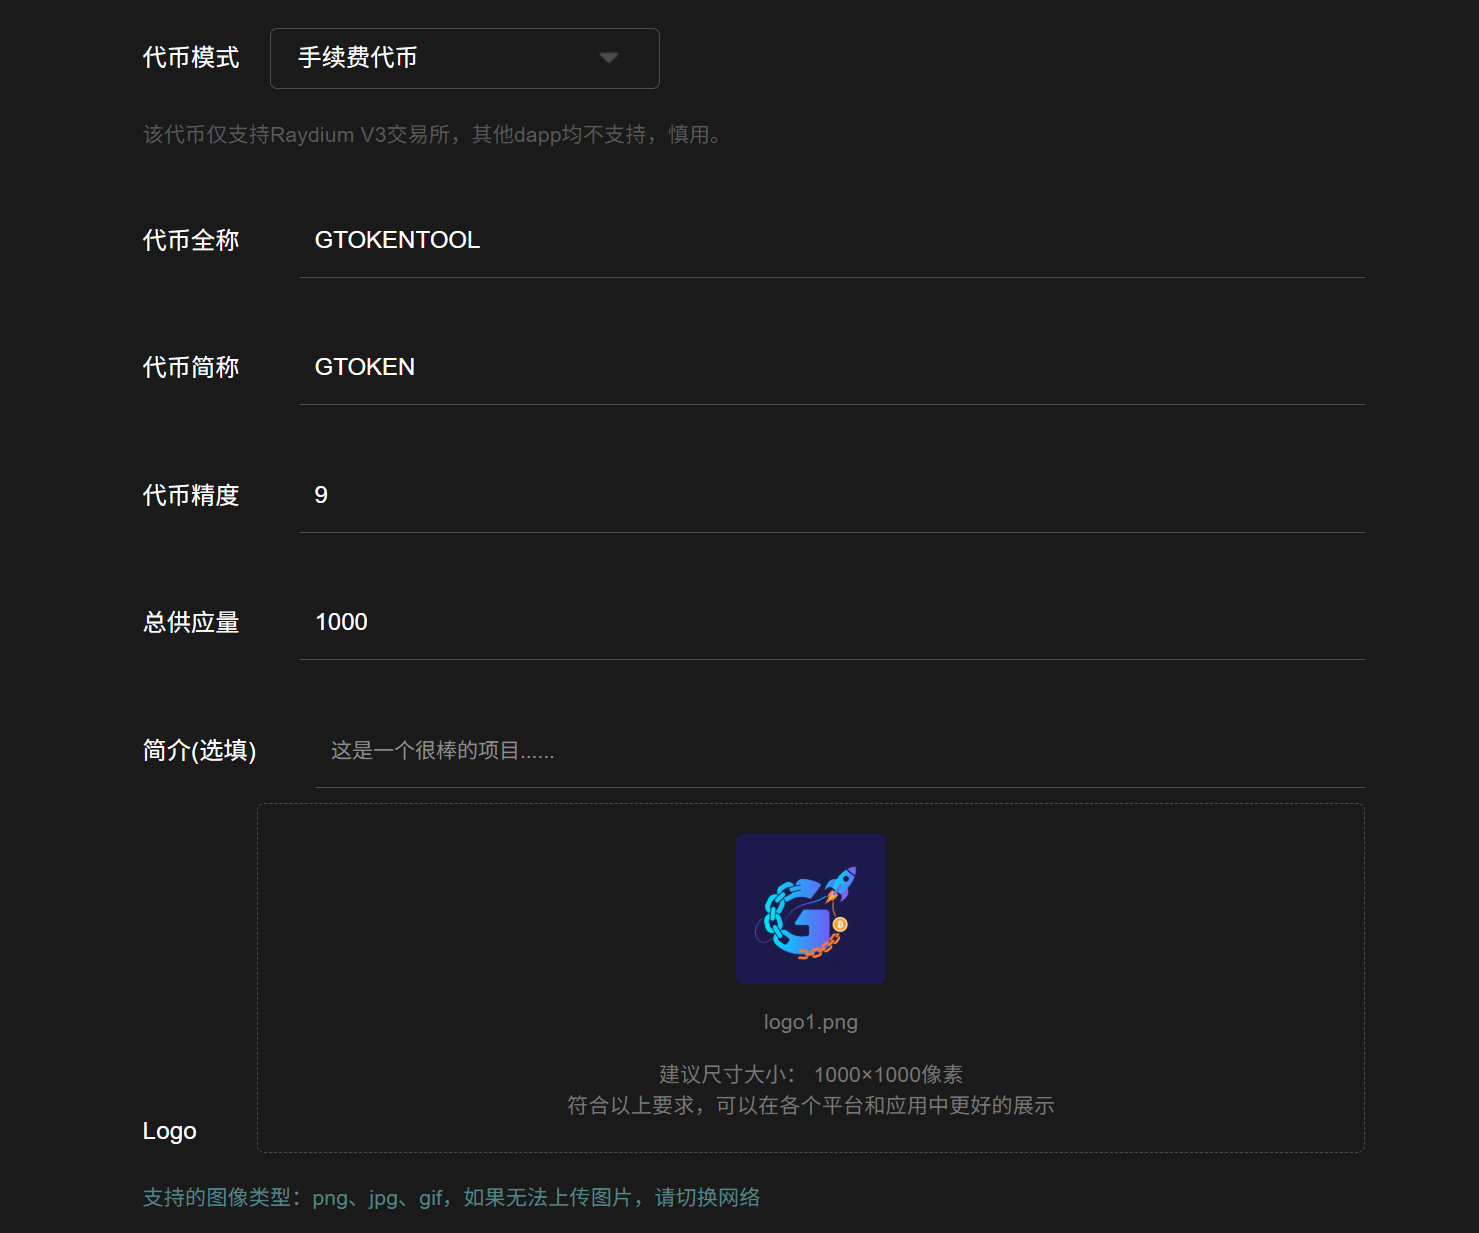 代币模式 手续费代币
该代币仅支持Raydium V3交易所，其他dapp均不支持，慎用。
代币全称 GTOKENTOOL
代币简称 GTOKEN
代币精度 9
总供应量 1000
简介(选填) 这是一个很棒的项目......
logo1.png
建议尺寸大小： 1000×1000像素
符合以上要求，可以在各个平台和应用中更好的展示
Logo
支持的图像类型：png、jpg、gif，如果无法上传图片，请切换网络